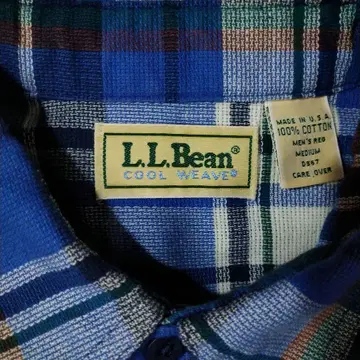 L.L.Bean®
COOL WEAVE®
MADE IN U.S.A.
100% COTTON
MEN'S REG
MEDIUM
CARE OVER